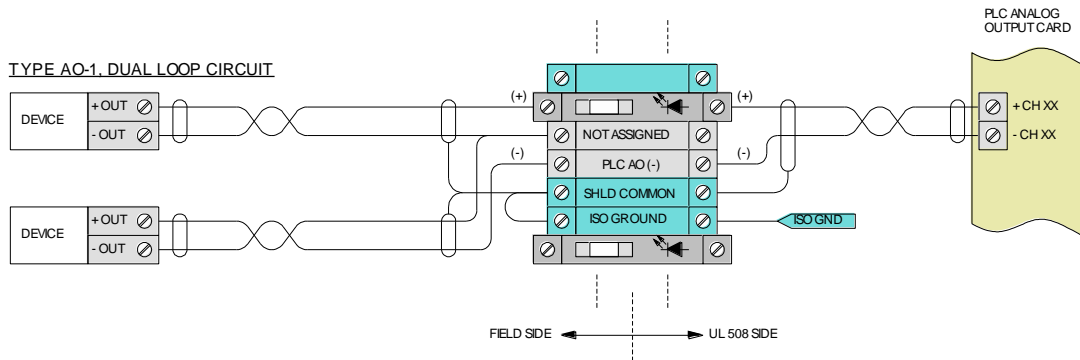 PLC ANALOG
OUTPUT CARD
TYPE AO-1, DUAL LOOP CIRCUIT
DEVICE
+ OUT
- OUT
(+)
(+)
+ CH XX
- CH XX
NOT ASSIGNED
(-)
PLC AO (-)
(-)
SHLD COMMON
DEVICE
+ OUT
- OUT
ISO GROUND
ISO GND
FIELD SIDE
UL 508 SIDE